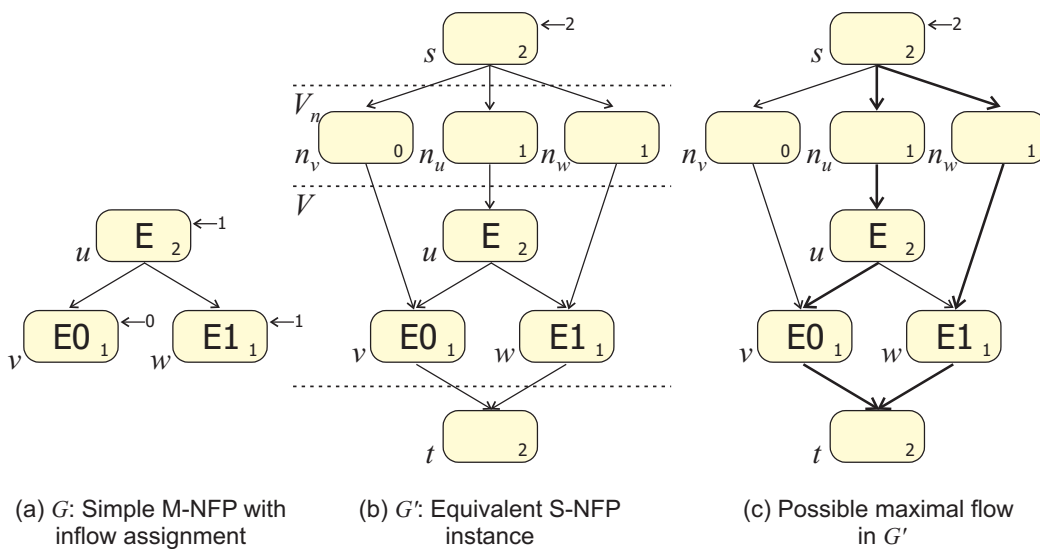 ←2
s 2
V_n
n_v 0 n_u 1 n_w 1
V
E
u 2
E0 E1
v 1 w 1
t 2
E ←1
u 2
E0 ←0 E1 ←1
v 1 w 1
←2
s 2
n_v 0 n_u 1 n_w 1
E
u 2
E0 E1
v 1 w 1
t 2
(a) G: Simple M-NFP with
inflow assignment
(b) G′: Equivalent S-NFP
instance
(c) Possible maximal flow
in G′